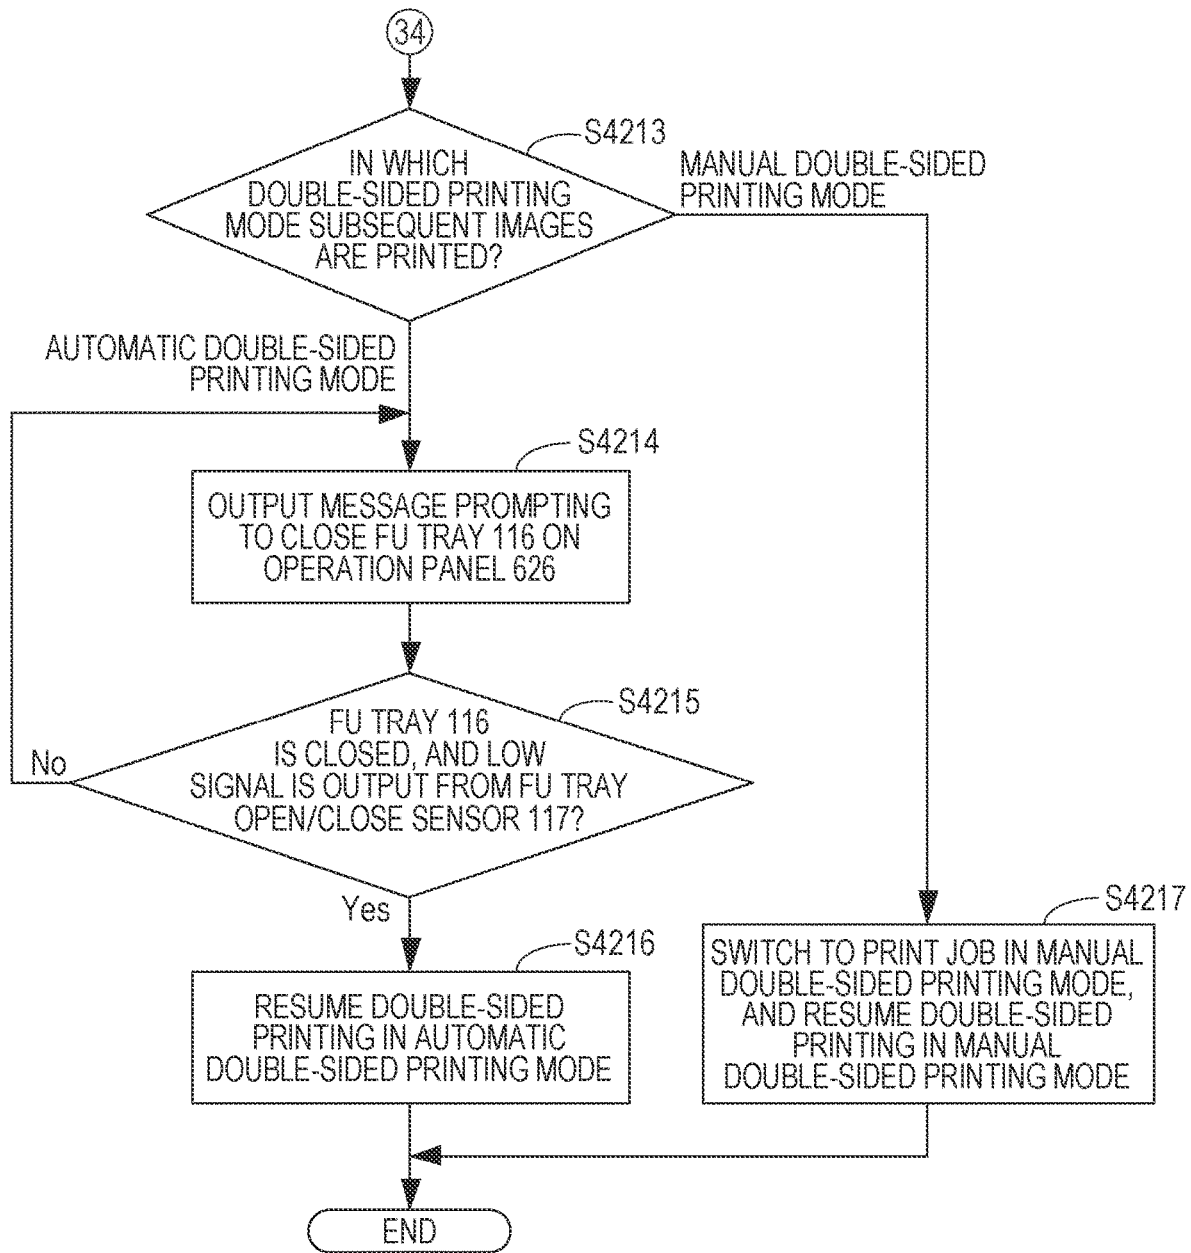 34
S4213
IN WHICH
DOUBLE-SIDED PRINTING
MODE SUBSEQUENT IMAGES
ARE PRINTED?
MANUAL DOUBLE-SIDED
PRINTING MODE
AUTOMATIC DOUBLE-SIDED
PRINTING MODE
S4214
OUTPUT MESSAGE PROMPTING
TO CLOSE FU TRAY 116 ON
OPERATION PANEL 626
S4215
FU TRAY 116
IS CLOSED, AND LOW
SIGNAL IS OUTPUT FROM FU TRAY
OPEN/CLOSE SENSOR 117?
No
Yes
S4216
RESUME DOUBLE-SIDED
PRINTING IN AUTOMATIC
DOUBLE-SIDED PRINTING MODE
S4217
SWITCH TO PRINT JOB IN MANUAL
DOUBLE-SIDED PRINTING MODE,
AND RESUME DOUBLE-SIDED
PRINTING IN MANUAL
DOUBLE-SIDED PRINTING MODE
END